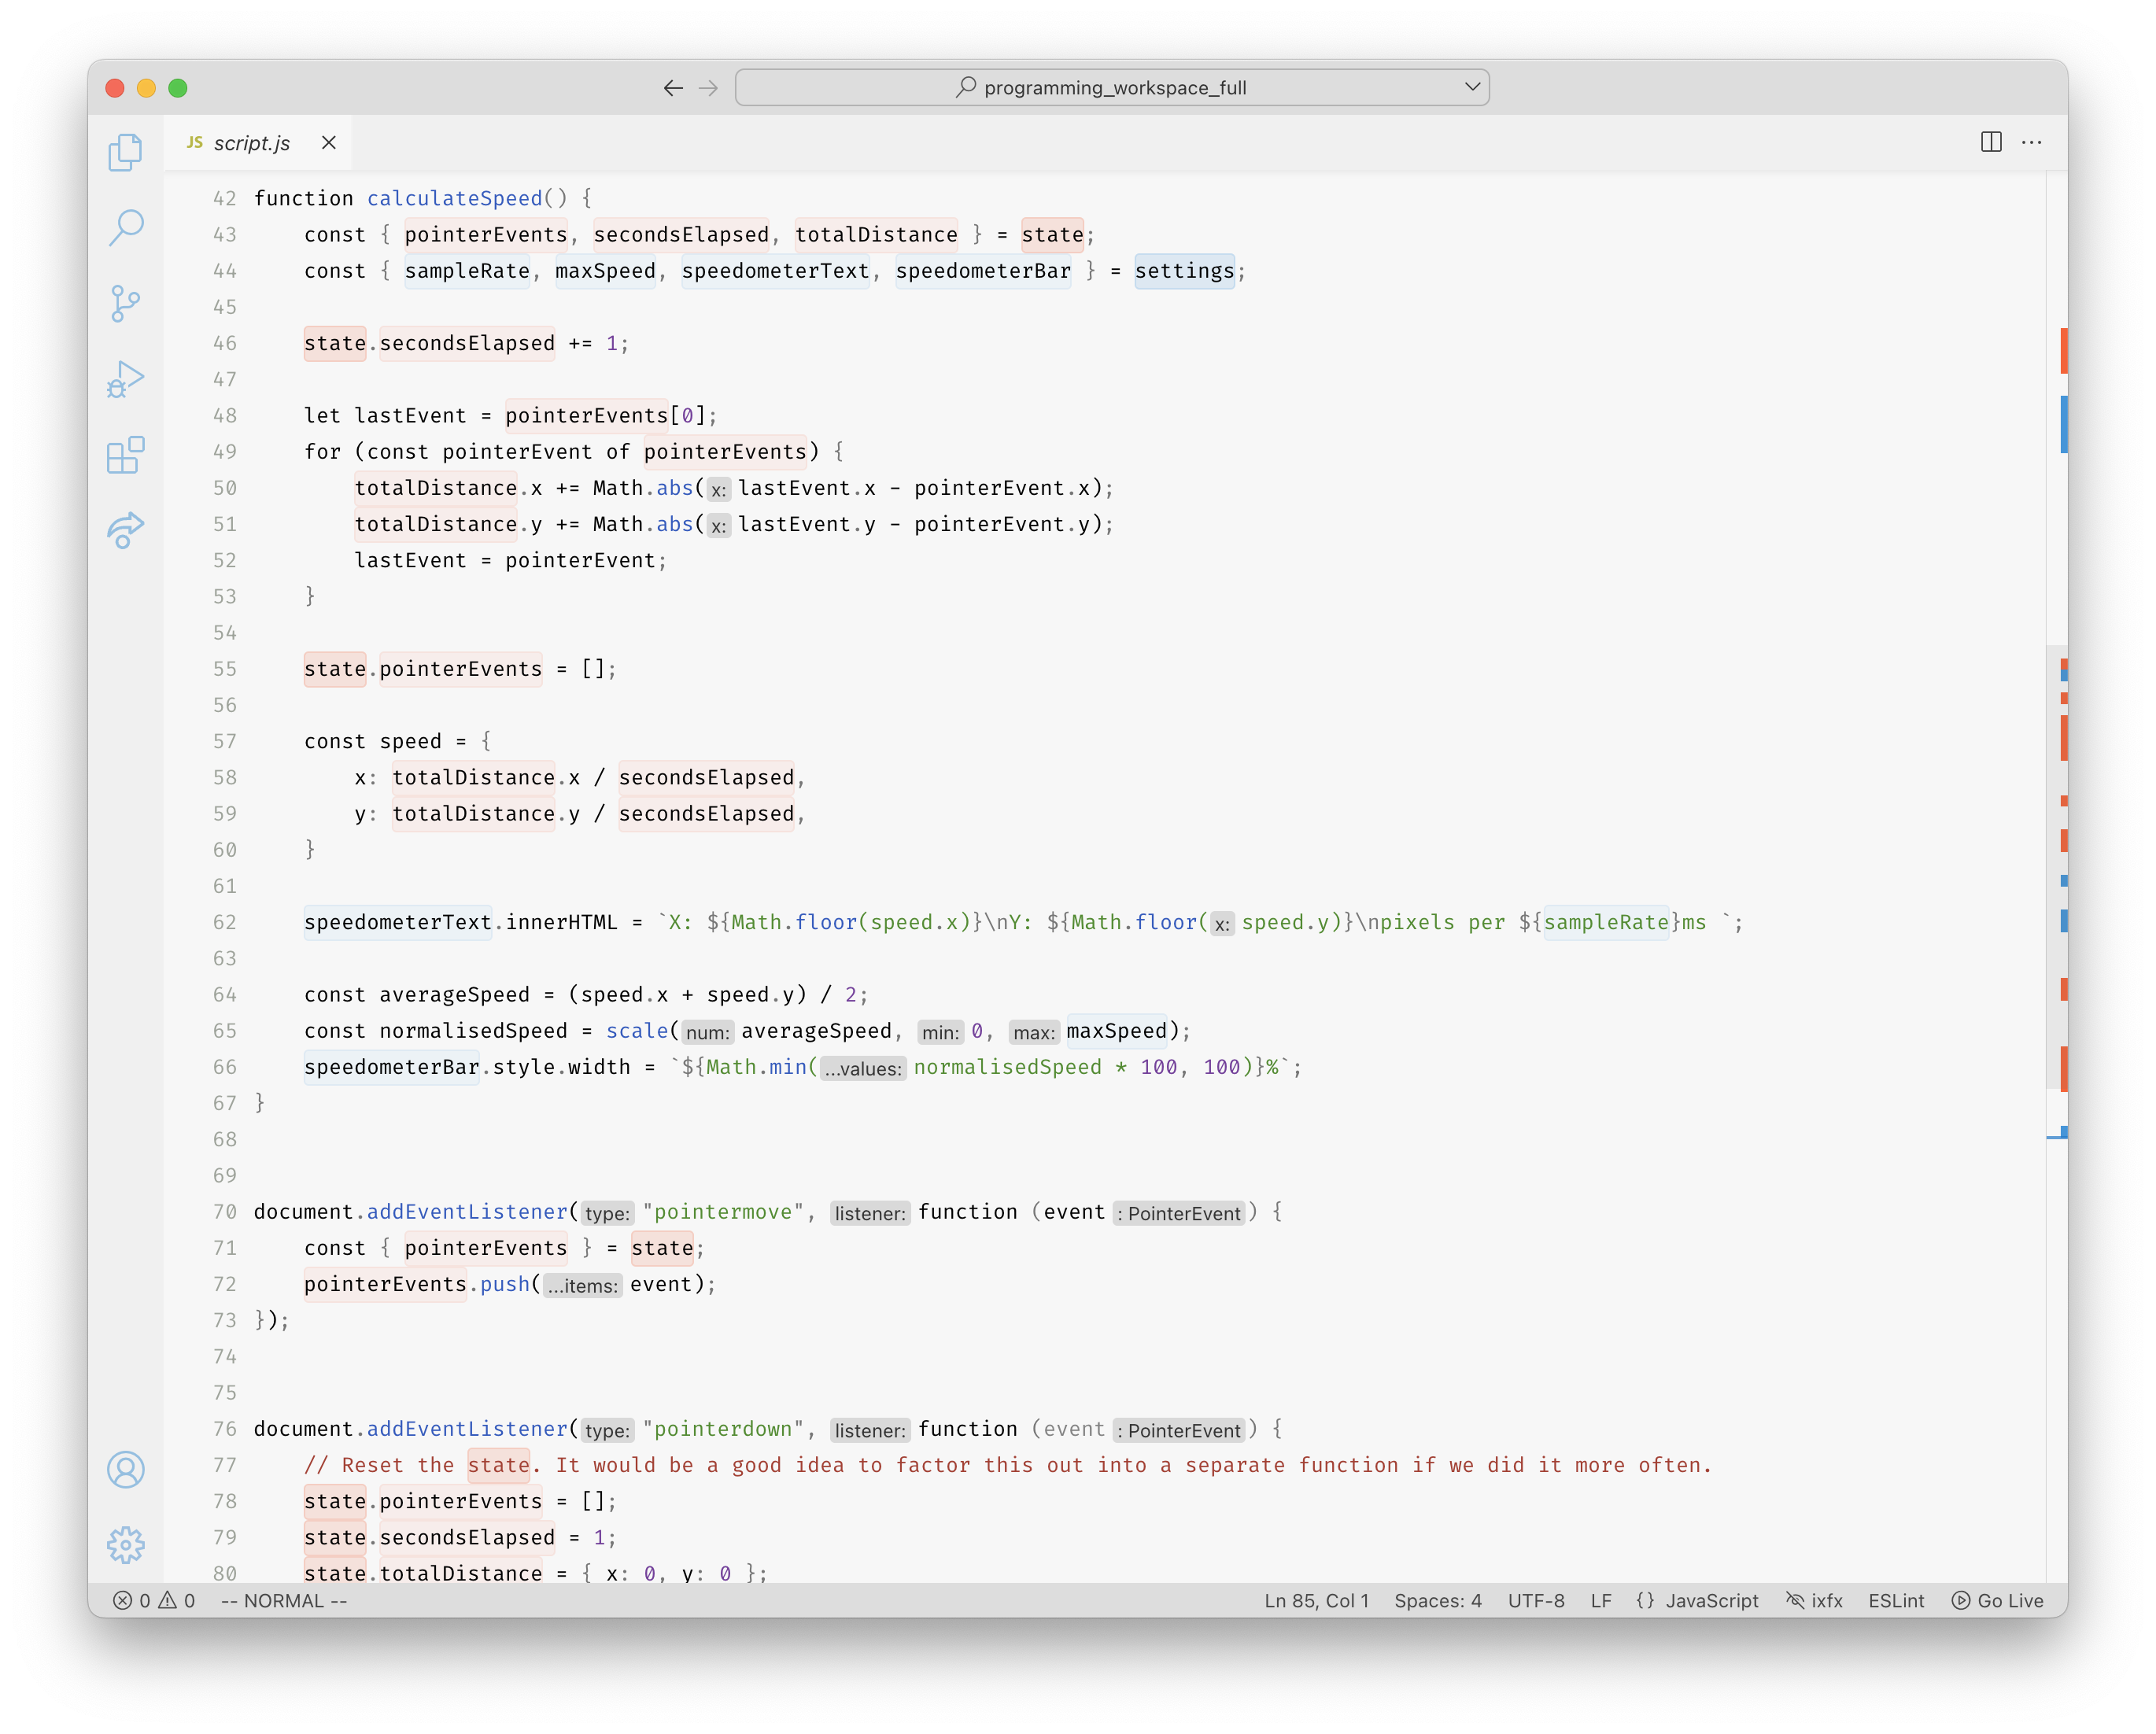 programming_workspace_full
JS script.js
42 function calculateSpeed() {
43     const { pointerEvents, secondsElapsed, totalDistance } = state;
44     const { sampleRate, maxSpeed, speedometerText, speedometerBar } = settings;
45
46     state.secondsElapsed += 1;
47
48     let lastEvent = pointerEvents[0];
49     for (const pointerEvent of pointerEvents) {
50         totalDistance.x += Math.abs(x: lastEvent.x - pointerEvent.x);
51         totalDistance.y += Math.abs(x: lastEvent.y - pointerEvent.y);
52         lastEvent = pointerEvent;
53     }
54
55     state.pointerEvents = [];
56
57     const speed = {
58         x: totalDistance.x / secondsElapsed,
59         y: totalDistance.y / secondsElapsed,
60     }
61
62     speedometerText.innerHTML = `X: ${Math.floor(speed.x)}\nY: ${Math.floor(x: speed.y)}\npixels per ${sampleRate}ms `;
63
64     const averageSpeed = (speed.x + speed.y) / 2;
65     const normalisedSpeed = scale(num: averageSpeed, min: 0, max: maxSpeed);
66     speedometerBar.style.width = `${Math.min(...values: normalisedSpeed * 100, 100)}%`;
67 }
68
69
70 document.addEventListener(type: "pointermove", listener: function (event : PointerEvent) {
71     const { pointerEvents } = state;
72     pointerEvents.push(...items: event);
73 });
74
75
76 document.addEventListener(type: "pointerdown", listener: function (event : PointerEvent) {
77     // Reset the state. It would be a good idea to factor this out into a separate function if we did it more often.
78     state.pointerEvents = [];
79     state.secondsElapsed = 1;
80     state.totalDistance = { x: 0, y: 0 };
0 0 -- NORMAL -- Ln 85, Col 1 Spaces: 4 UTF-8 LF {} JavaScript ixfx ESLint Go Live